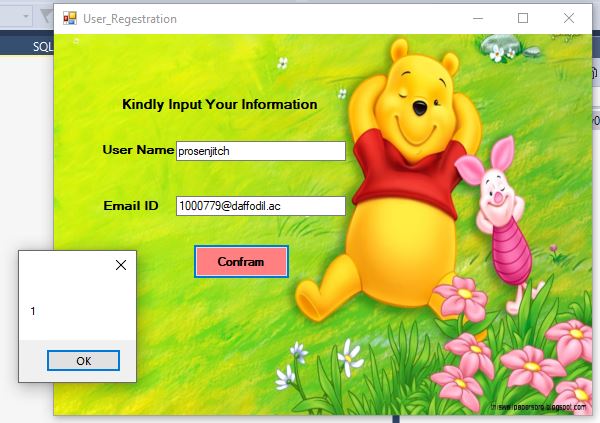 User_Regestration
SQL
Kindly Input Your Information
User Name prosenjitch
Email ID 1000779@daffodil.ac
Confram
1
OK
thiswallpapersbro.blogspot.com